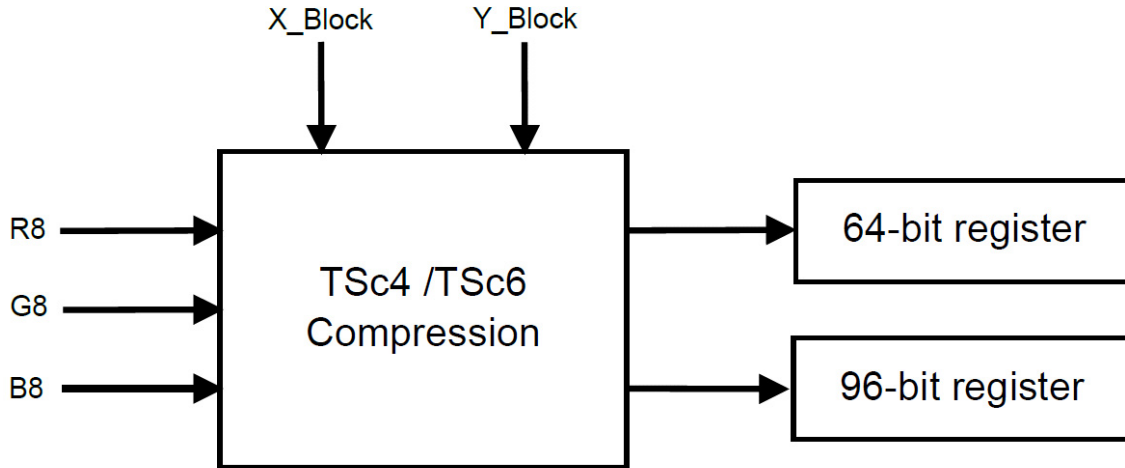 X_Block
Y_Block
R8
G8
B8
TSc4 /TSc6
Compression
64-bit register
96-bit register